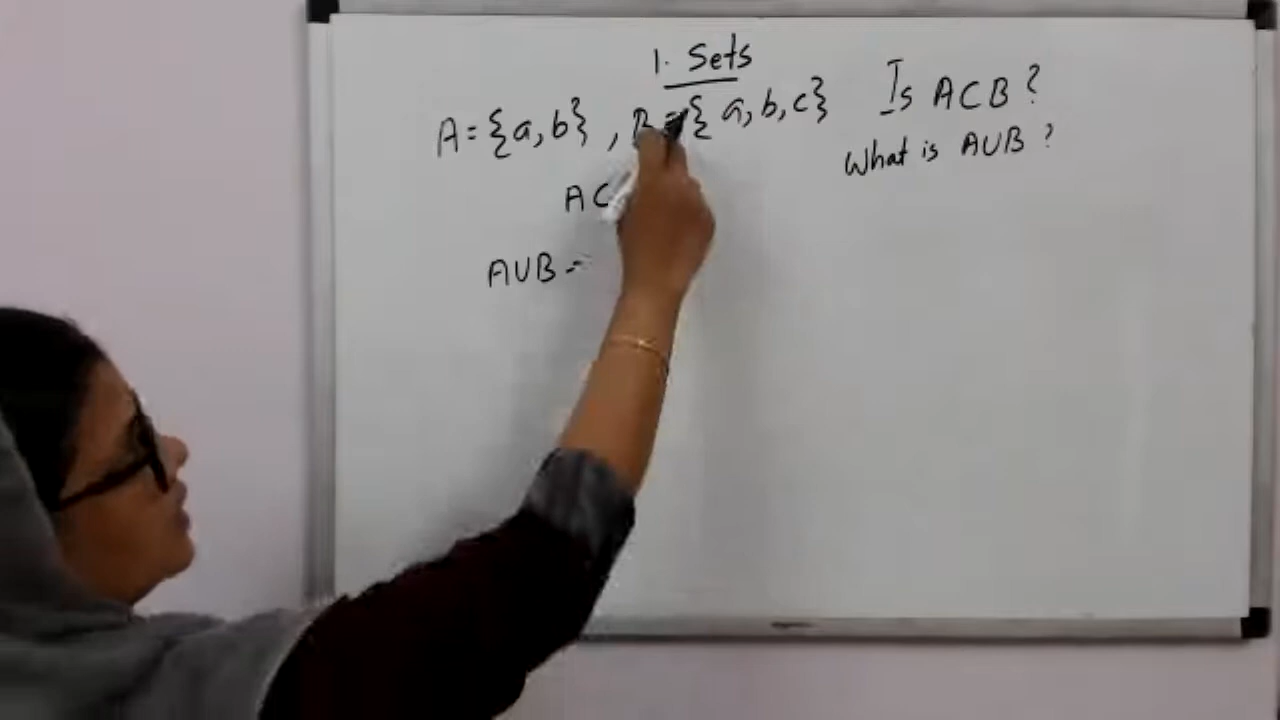 1. Sets
A = {a, b} , B = { a, b, c} Is A⊂B ?
What is A∪B ?
A⊂
A∪B =